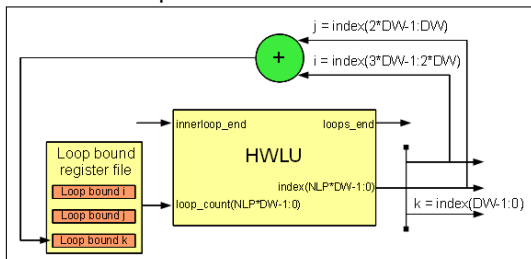 j = index(2*DW-1:DW)
i = index(3*DW-1:2*DW)
+
innerloop_end
loops_end
HWLU
Loop bound
register file
Loop bound i
Loop bound j
Loop bound k
index(NLP*DW-1:0)
loop_count(NLP*DW-1:0)
k = index(DW-1:0)